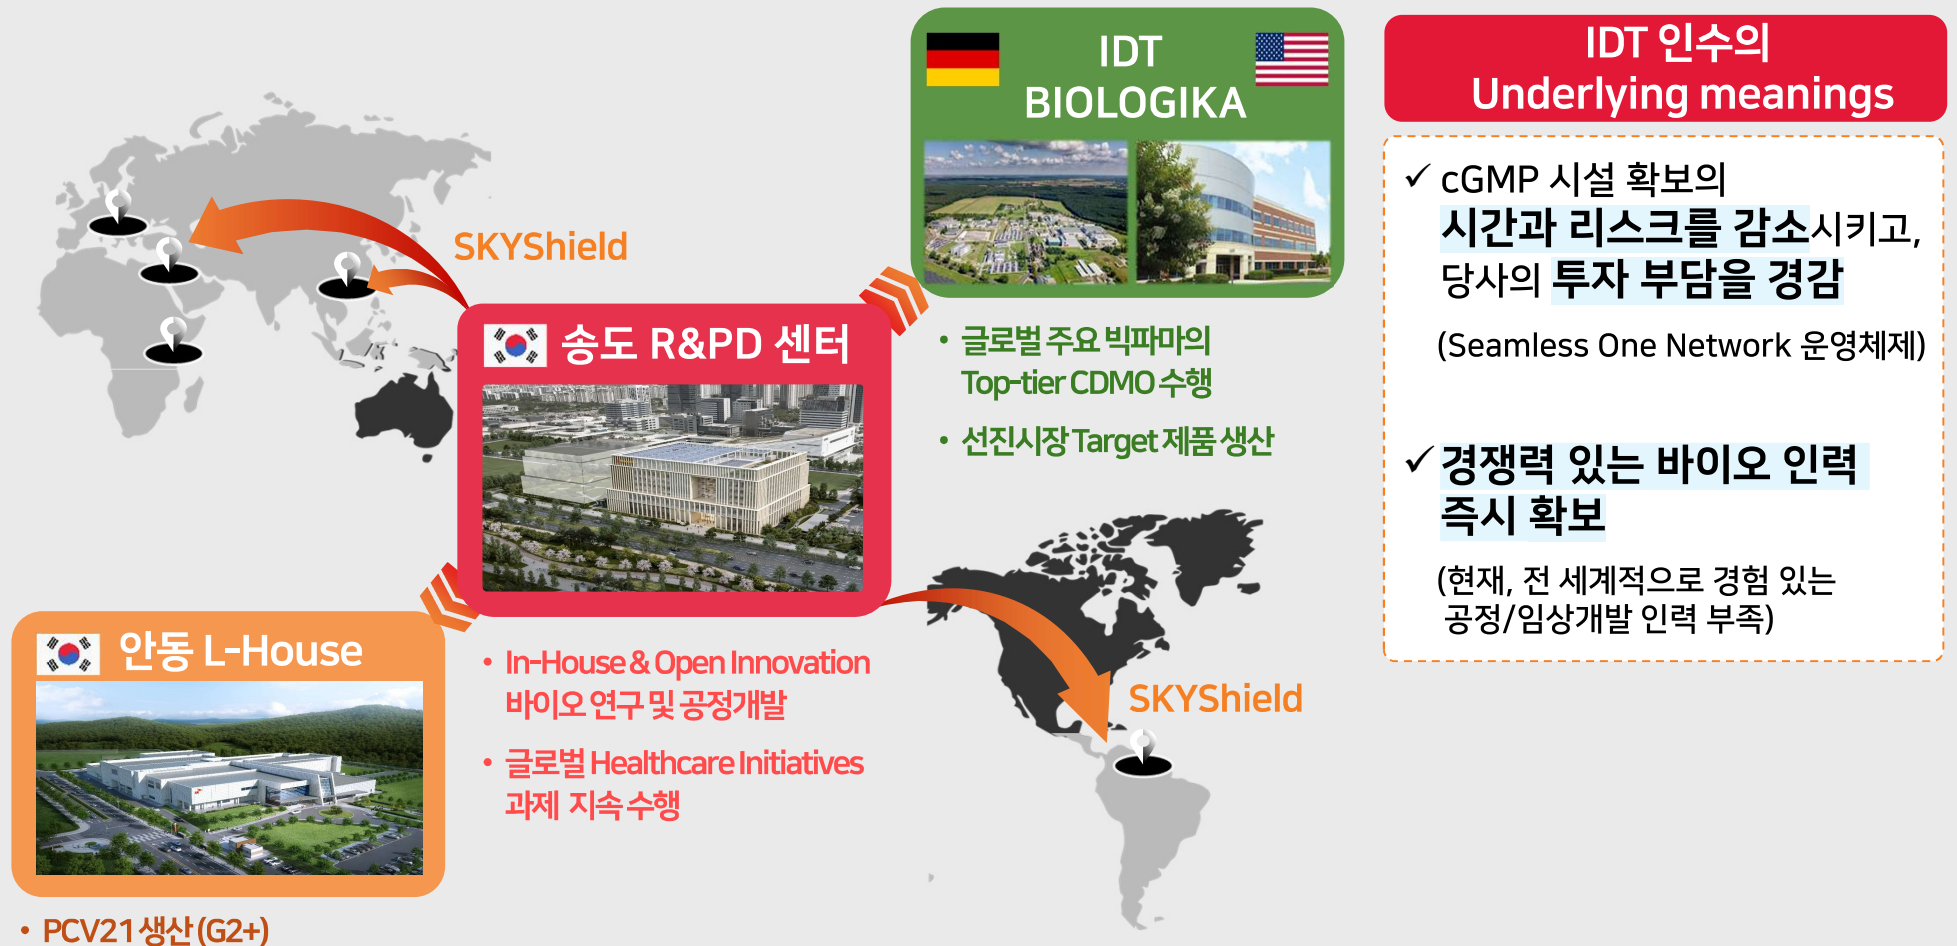 IDT
BIOLOGIKA
IDT 인수의
Underlying meanings
✓ cGMP 시설 확보의
시간과 리스크를 감소시키고,
당사의 투자 부담을 경감
(Seamless One Network 운영체제)
✓ 경쟁력 있는 바이오 인력
즉시 확보
(현재, 전 세계적으로 경험 있는
공정/임상개발 인력 부족)
SKYShield
송도 R&PD 센터
• 글로벌 주요 빅파마의
Top-tier CDMO 수행
• 선진시장 Target 제품 생산
안동 L-House
• In-House & Open Innovation
바이오 연구 및 공정개발
• 글로벌 Healthcare Initiatives
과제 지속 수행
SKYShield
• PCV21 생산 (G2+)